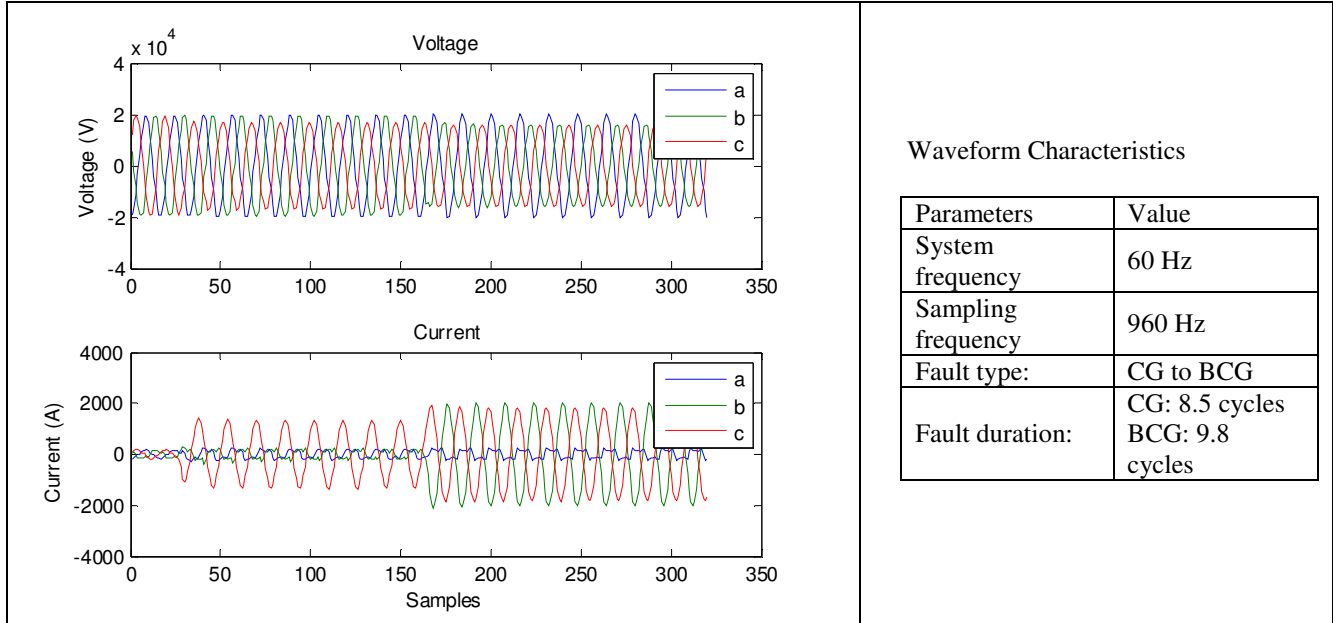 x 10^4
Voltage
4
2
0
-2
-4
Voltage (V)
a
b
c
0 50 100 150 200 250 300 350
Current
4000
2000
0
-2000
-4000
Current (A)
a
b
c
0 50 100 150 200 250 300 350
Samples
Waveform Characteristics
Parameters Value
System
frequency
60 Hz
Sampling
frequency
960 Hz
Fault type: CG to BCG
Fault duration:
CG: 8.5 cycles
BCG: 9.8
cycles